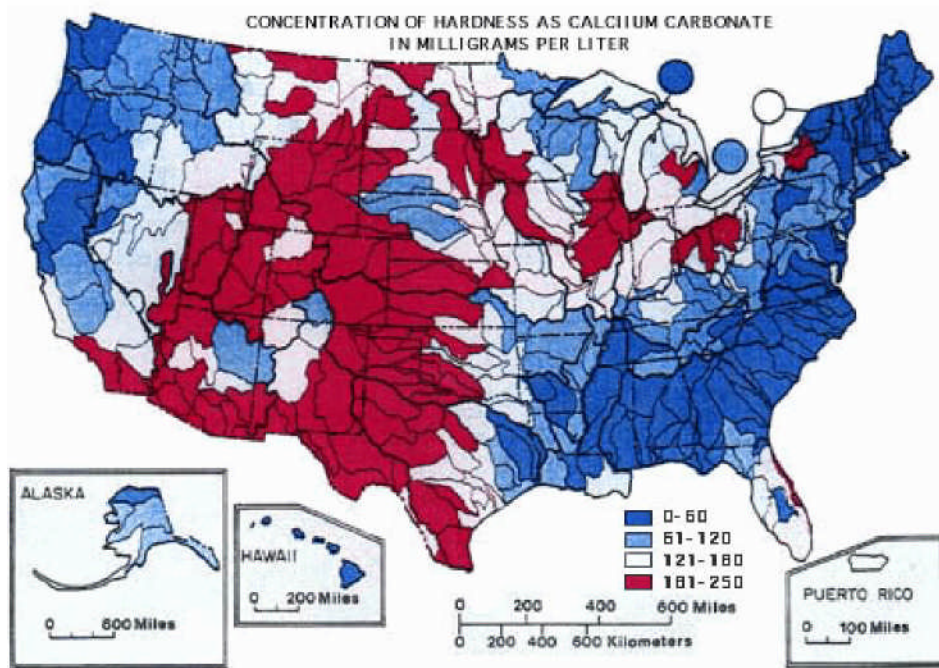 CONCENTRATION OF HARDNESS AS CALCIIUM CARBONATE
IN MILLIGRAMS PER LITER
ALASKA
0 600 Miles
HAWAII
0 200 Miles
0-60
61-120
121-180
181-250
0 200 400 600 Miles
0 200 400 600 Kilometers
PUERTO RICO
0 100 Miles